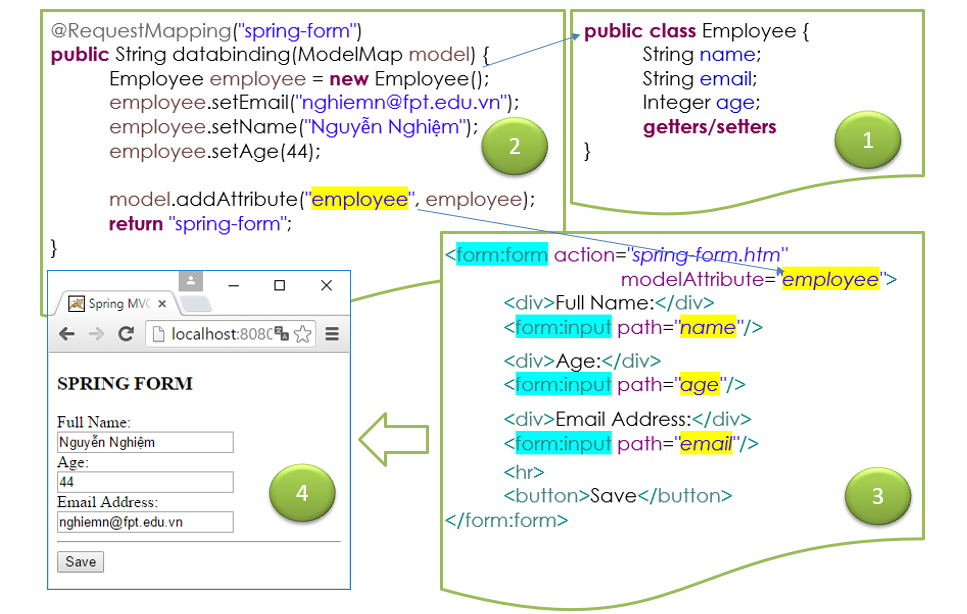 @RequestMapping("spring-form")
public String databinding(ModelMap model) {
Employee employee = new Employee();
employee.setEmail("nghiemn@fpt.edu.vn");
employee.setName("Nguyễn Nghiệm");
employee.setAge(44);
model.addAttribute("employee", employee);
return "spring-form";
}
2
public class Employee {
String name;
String email;
Integer age;
getters/setters
}
1
<form:form action="spring-form.htm"
modelAttribute="employee">
<div>Full Name:</div>
<form:input path="name"/>
<div>Age:</div>
<form:input path="age"/>
<div>Email Address:</div>
<form:input path="email"/>
<hr>
<button>Save</button>
</form:form>
3
Spring MVC
localhost:8080
SPRING FORM
Full Name:
Nguyễn Nghiệm
Age:
44
Email Address:
nghiemn@fpt.edu.vn
Save
4